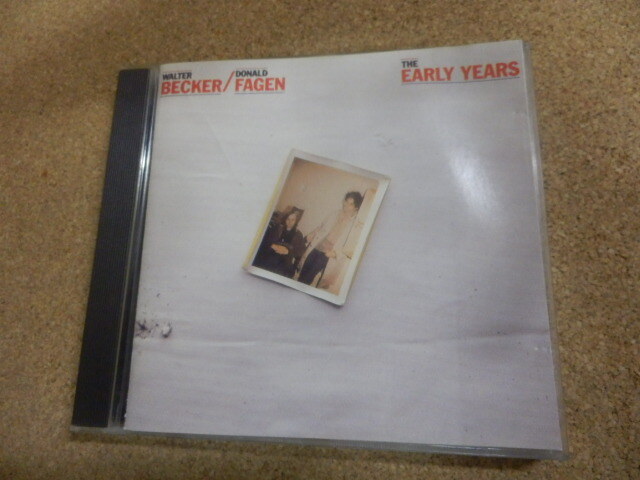 WALTER
BECKER/
DONALD
FAGEN
THE
EARLY YEARS